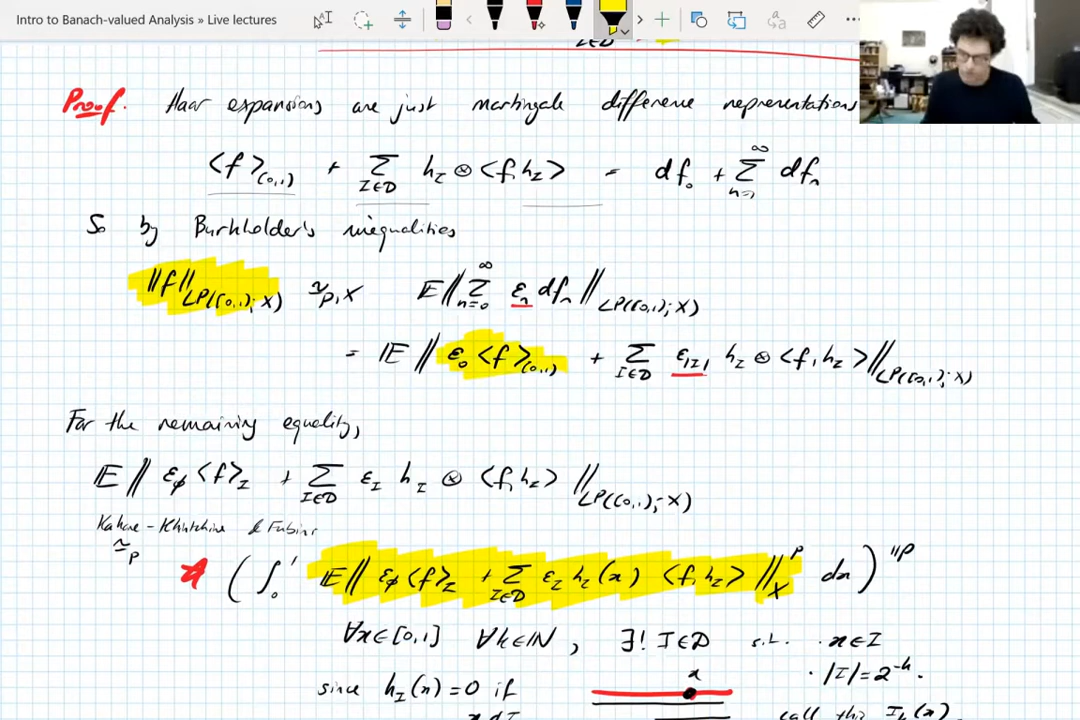 Intro to Banach-valued Analysis » Live lectures
I∈D
Proof. Haar expansions are just martingale difference representations
<f>_(0,1) + Σ_{I∈D} h_I ⊗ <f, h_I> = df_0 + Σ_{n=1}^∞ df_n
So by Burkholder's inequalities
‖f‖_{L^p([0,1);X)} ≂_{p,X} E‖Σ_{n=0}^∞ ε_n df_n‖_{L^p([0,1);X)}
= E‖ε_0 <f>_{(0,1)} + Σ_{I∈D} ε_{|I|} h_I ⊗ <f, h_I>‖_{L^p([0,1);X)}
For the remaining equality,
E‖ε_∅ <f>_I + Σ_{I∈D} ε_I h_I ⊗ <f, h_I>‖_{L^p([0,1);X)}
Kahane-Khintchine & Fubini
≂_p (∫_0^1 E‖ε_∅ <f>_I + Σ_{I∈D} ε_I h_I(x) <f, h_I>‖_X^p dx)^{1/p}
∀x∈[0,1] ∀k∈ℕ, ∃! I∈D s.t. · x∈I
· |I| = 2^{-k}.
since h_I(x) = 0 if x
x∉I call this I_k(x).